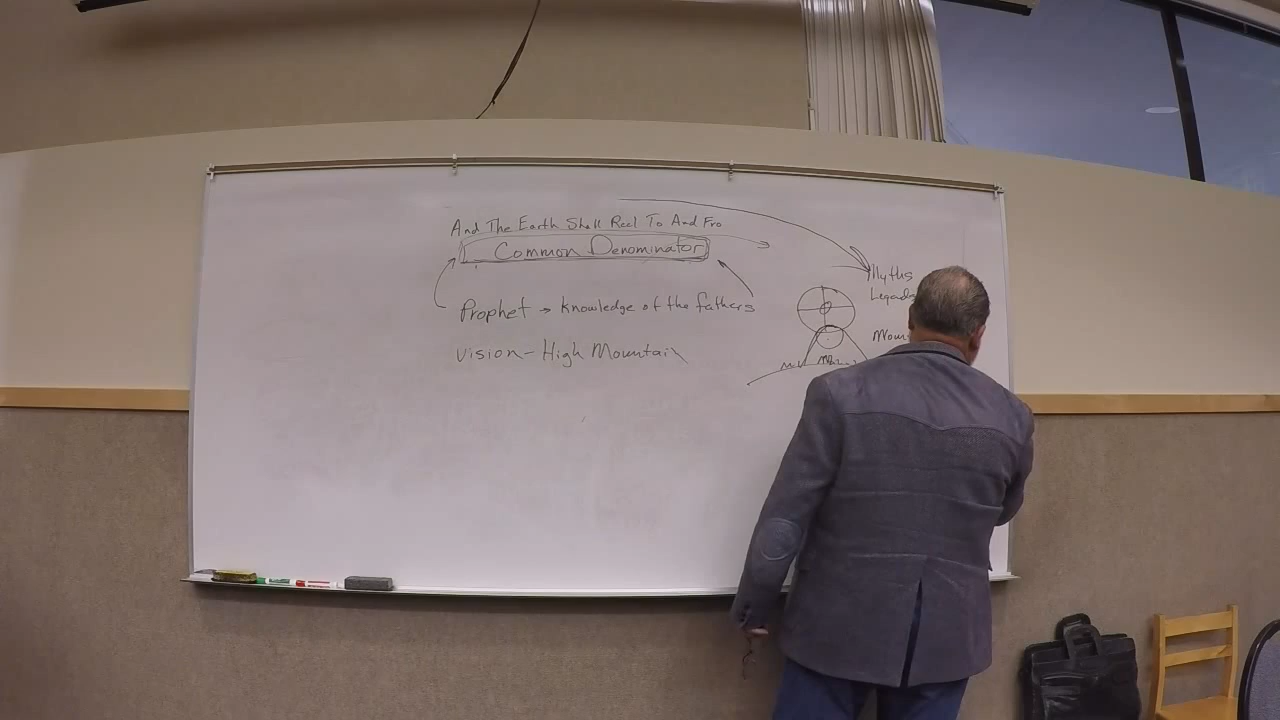 And The Earth Shall Reel To And Fro
Common Denominator
Prophet → Knowledge of the fathers
Vision - High Mountain
Myths
Legends